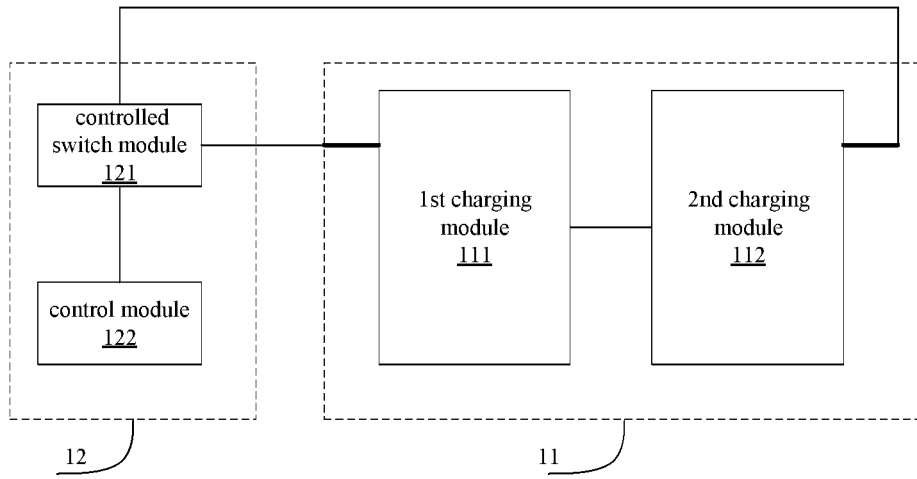 controlled
switch module
121
control module
122
1st charging
module
111
2nd charging
module
112
12
11